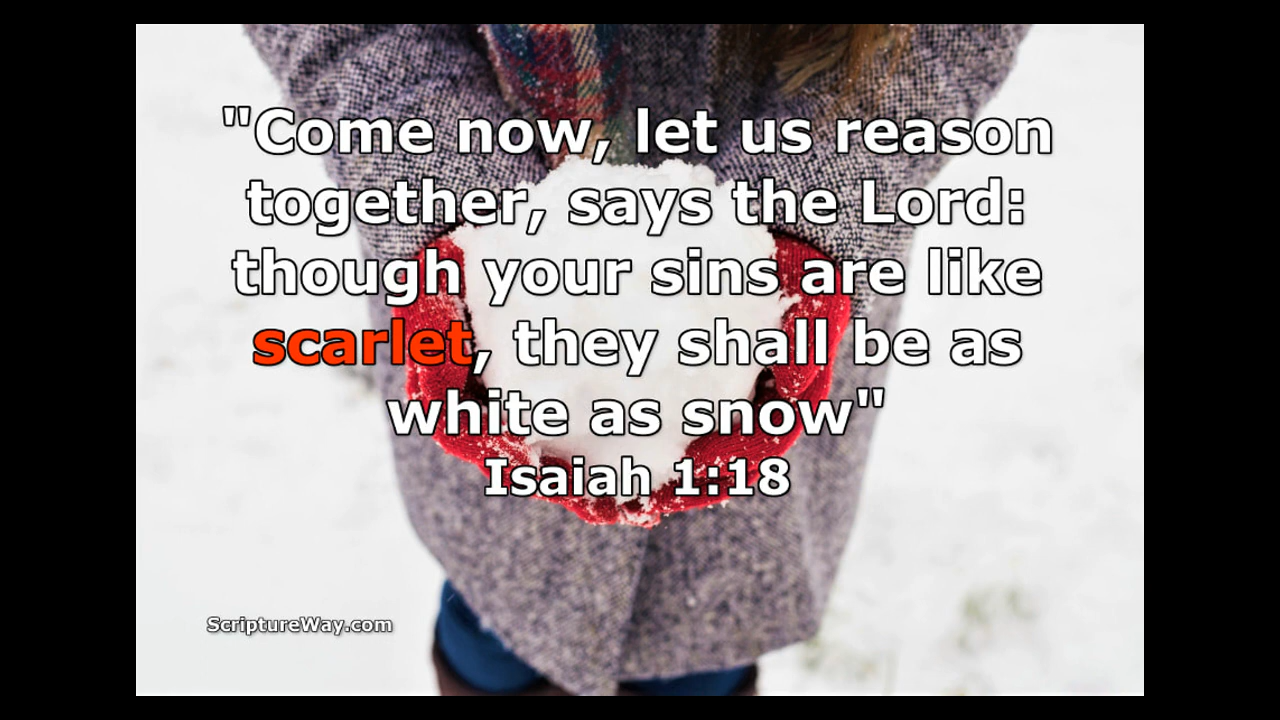 "Come now, let us reason
together, says the Lord:
though your sins are like
scarlet, they shall be as
white as snow"
Isaiah 1:18
ScriptureWay.com